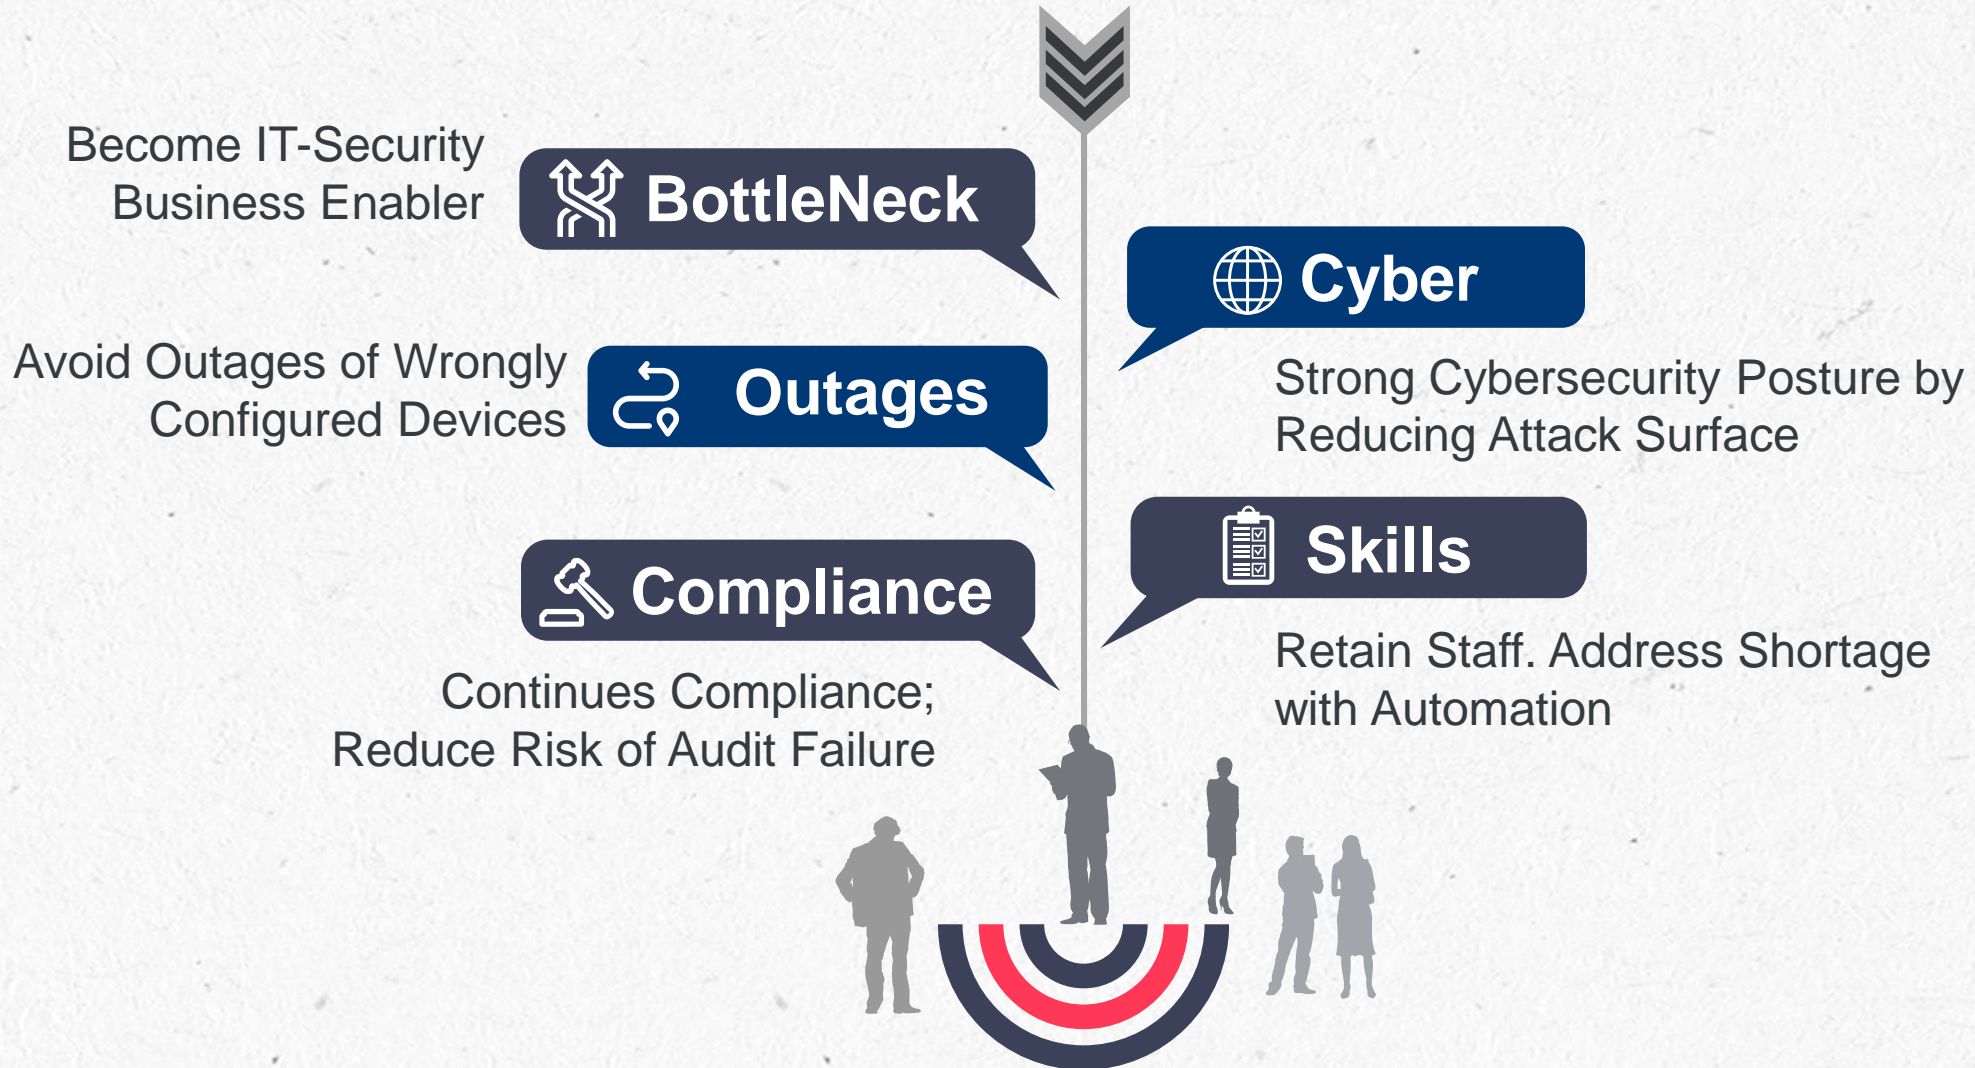 Become IT-Security
Business Enabler
BottleNeck
Cyber
Strong Cybersecurity Posture by
Reducing Attack Surface
Avoid Outages of Wrongly
Configured Devices
Outages
Skills
Retain Staff. Address Shortage
with Automation
Compliance
Continues Compliance;
Reduce Risk of Audit Failure